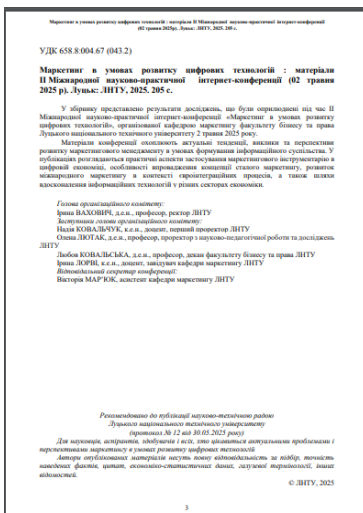 Маркетинг в умовах розвитку цифрових технологій : матеріали ІІ Міжнародної науково-практичної інтернет-конференції
(02 травня 2025р). Луцьк: ЛНТУ, 2025. 205 с.
УДК 658.8:004.67 (043.2)
Маркетинг в умовах розвитку цифрових технологій : матеріали
ІІ Міжнародної науково-практичної інтернет-конференції (02 травня
2025 р). Луцьк: ЛНТУ, 2025. 205 с.
У збірнику представлено результати досліджень, що були оприлюднені під час ІІ
Міжнародної науково-практичної інтернет-конференції «Маркетинг в умовах розвитку
цифрових технологій», організованої кафедрою маркетингу факультету бізнесу та права
Луцького національного технічного університету 2 травня 2025 року.
Матеріали конференції охоплюють актуальні тенденції, виклики та перспективи
розвитку маркетингового менеджменту в умовах формування інформаційного суспільства. У
публікаціях розглядаються практичні аспекти застосування маркетингового інструментарію в
цифровій економіці, особливості впровадження концепції сталого маркетингу, розвиток
міжнародного маркетингу в контексті євроінтеграційних процесів, а також шляхи
вдосконалення інформаційних технологій у різних секторах економіки.
Голова організаційного комітету:
Ірина ВАХОВИЧ, д.е.н., професор, ректор ЛНТУ
Заступники голови організаційного комітету:
Надія КОВАЛЬЧУК, к.е.н., доцент, перший проректор ЛНТУ
Олена ЛЮТАК, д.е.н., професор, проректор з науково-педагогічної роботи та досліджень
ЛНТУ
Любов КОВАЛЬСЬКА, д.е.н., професор, декан факультету бізнесу та права ЛНТУ
Ірина ЛОРВІ, к.е.н., доцент, завідувач кафедри маркетингу ЛНТУ
Відповідальний секретар конференції:
Вікторія МАР'ЮК, асистент кафедри маркетингу ЛНТУ
Рекомендовано до публікації науково-технічною радою
Луцького національного технічного університету
(протокол № 12 від 30.05.2025 року)
Для науковців, аспірантів, здобувачів і всіх, хто цікавиться актуальними проблемами і
перспективами маркетингу в умовах розвитку цифрових технологій
Автори опублікованих матеріалів несуть повну відповідальність за підбір, точність
наведених фактів, цитат, економіко-статистичних даних, галузевої термінології, інших
відомостей.
© ЛНТУ, 2025
3